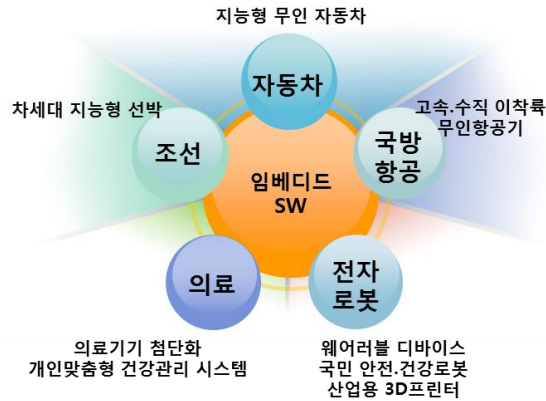 지능형 무인 자동차
자동차
차세대 지능형 선박
고속.수직 이착륙
무인항공기
조선
국방
항공
임베디드
SW
의료
전자
로봇
의료기기 첨단화
개인맞춤형 건강관리 시스템
웨어러블 디바이스
국민 안전.건강로봇
산업용 3D프린터